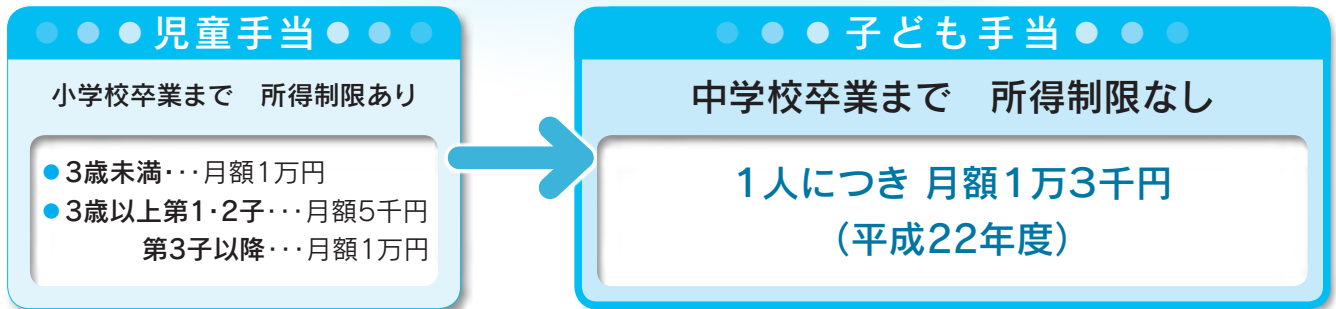 児童手当
小学校卒業まで　所得制限あり
●3歳未満･･･月額1万円
●3歳以上第1・2子･･･月額5千円
第3子以降･･･月額1万円
子ども手当
中学校卒業まで　所得制限なし
1人につき 月額1万3千円
（平成22年度）